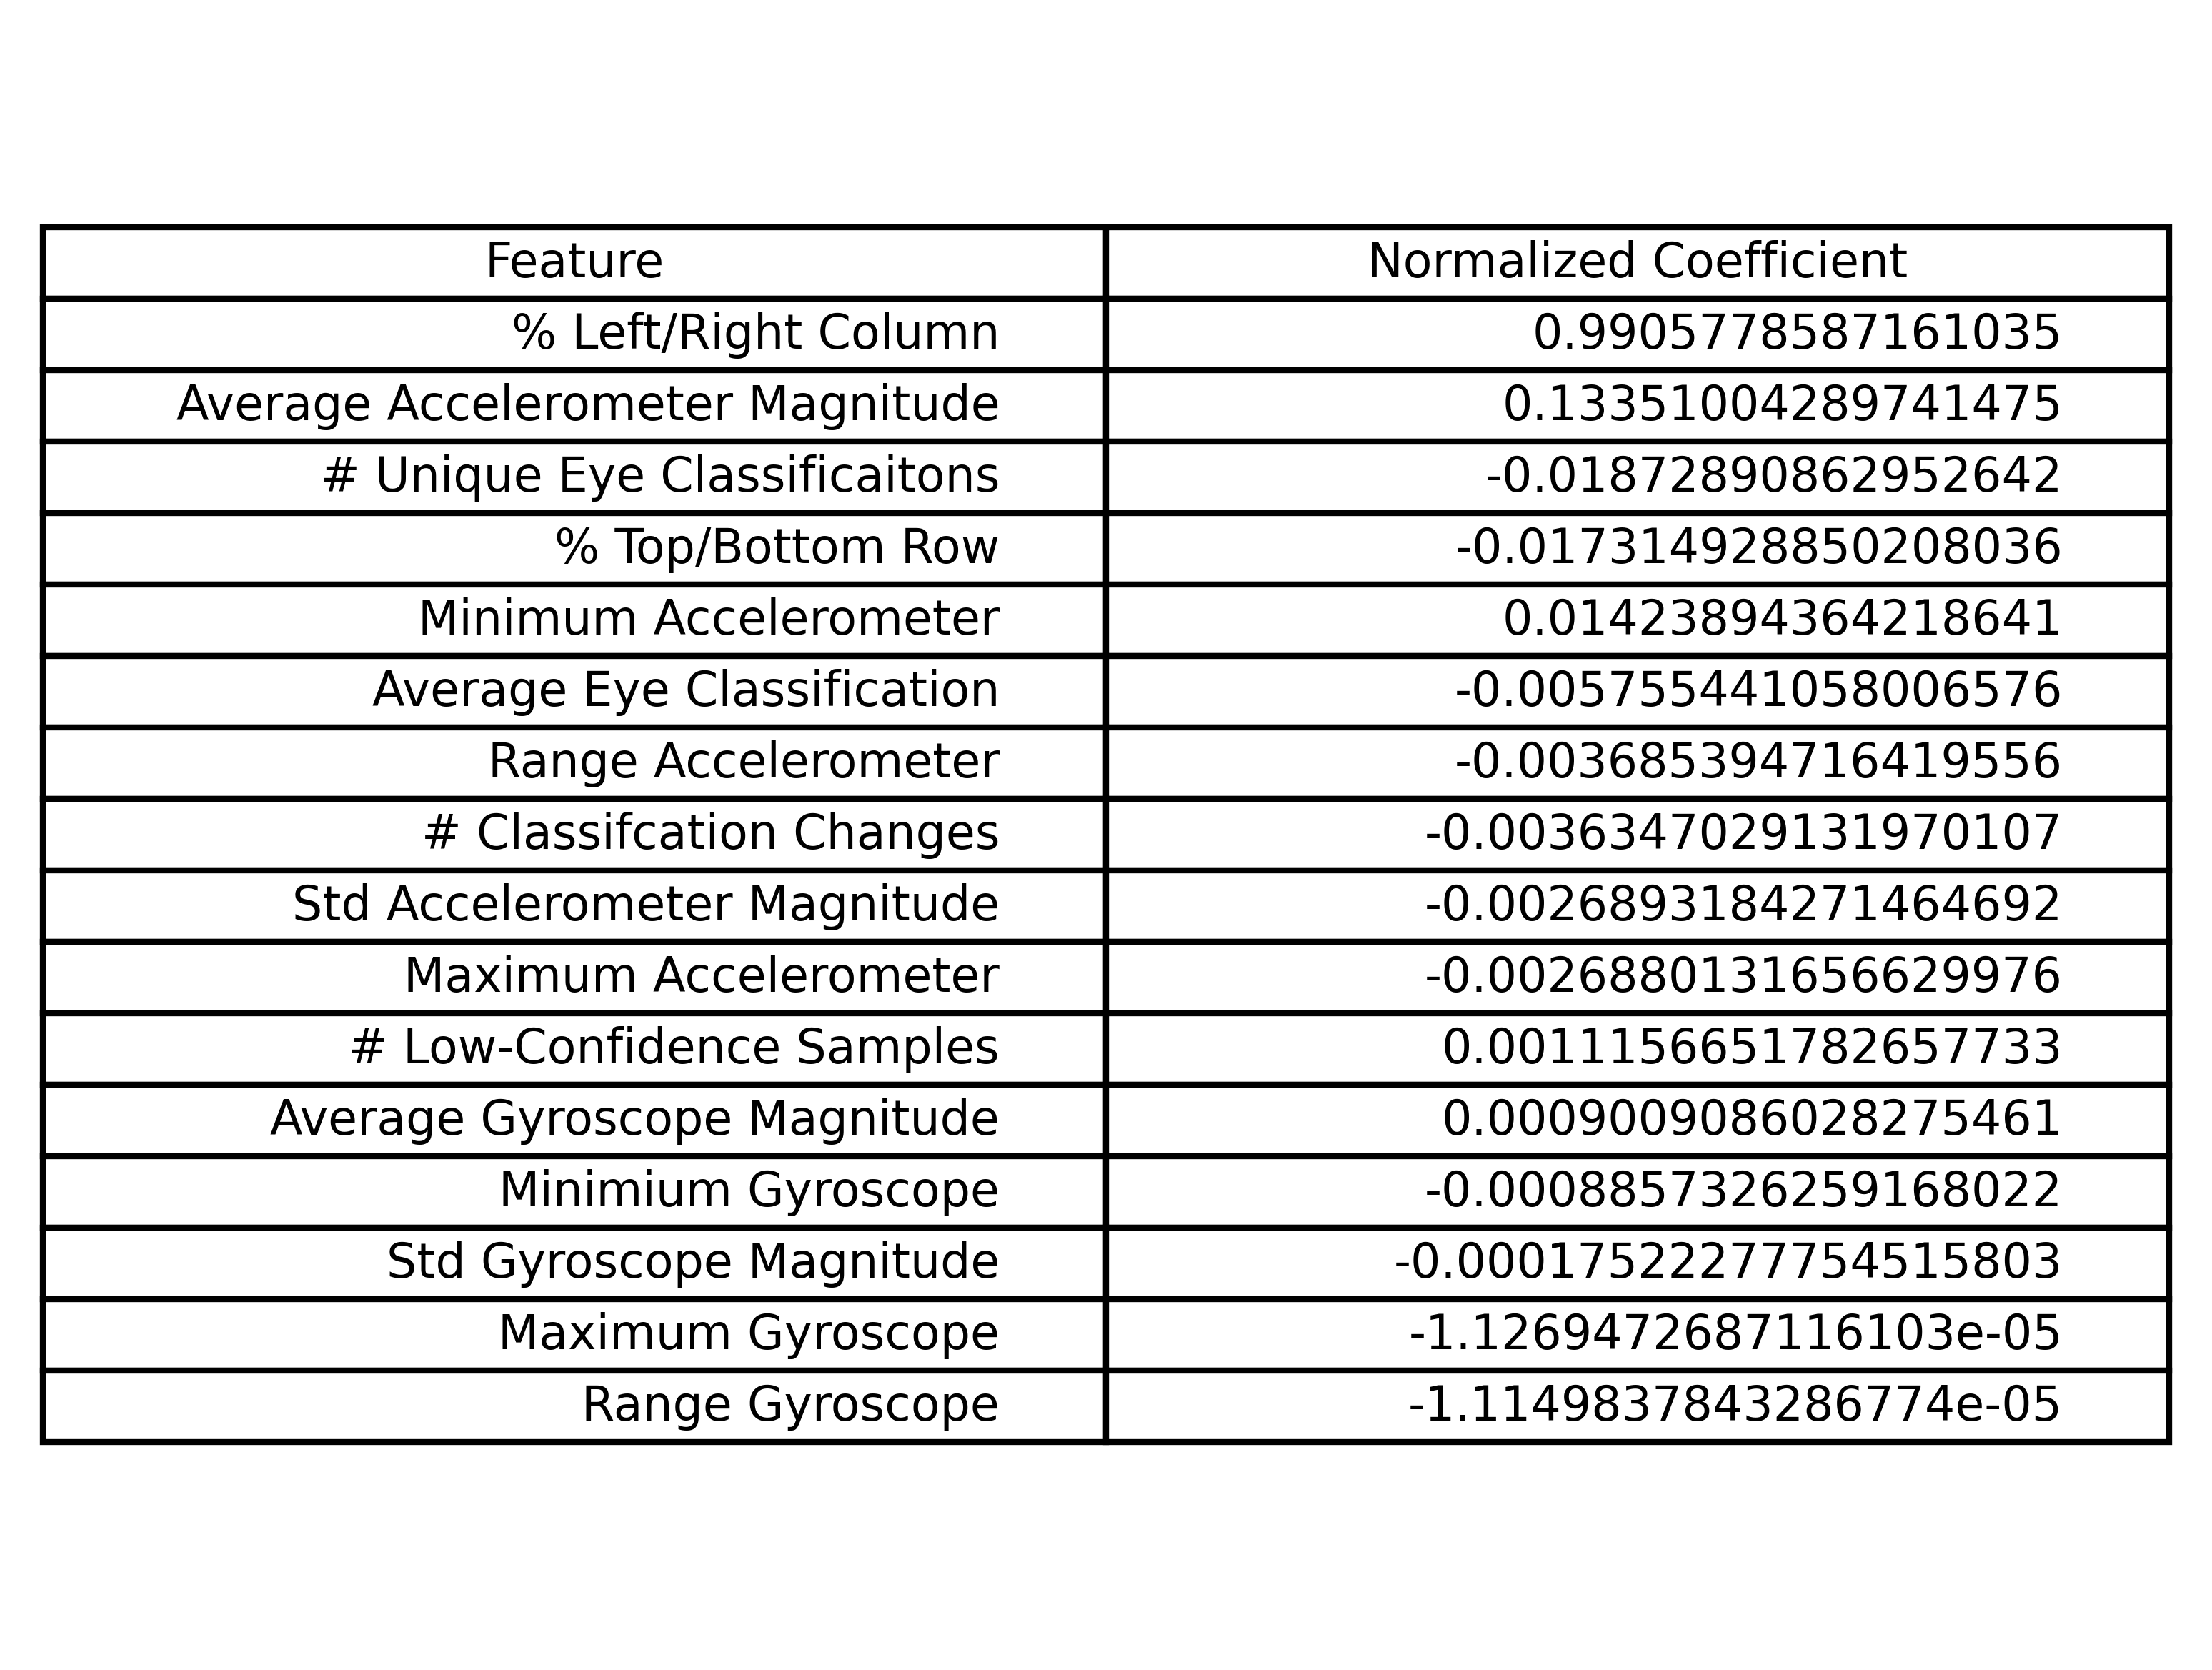 Feature Normalized Coefficient
% Left/Right Column 0.9905778587161035
Average Accelerometer Magnitude 0.13351004289741475
# Unique Eye Classificaitons -0.01872890862952642
% Top/Bottom Row -0.017314928850208036
Minimum Accelerometer 0.01423894364218641
Average Eye Classification -0.005755441058006576
Range Accelerometer -0.003685394716419556
# Classifcation Changes -0.0036347029131970107
Std Accelerometer Magnitude -0.0026893184271464692
Maximum Accelerometer -0.0026880131656629976
# Low-Confidence Samples 0.0011156651782657733
Average Gyroscope Magnitude 0.0009009086028275461
Minimium Gyroscope -0.0008857326259168022
Std Gyroscope Magnitude -0.00017522277754515803
Maximum Gyroscope -1.1269472687116103e-05
Range Gyroscope -1.1149837843286774e-05